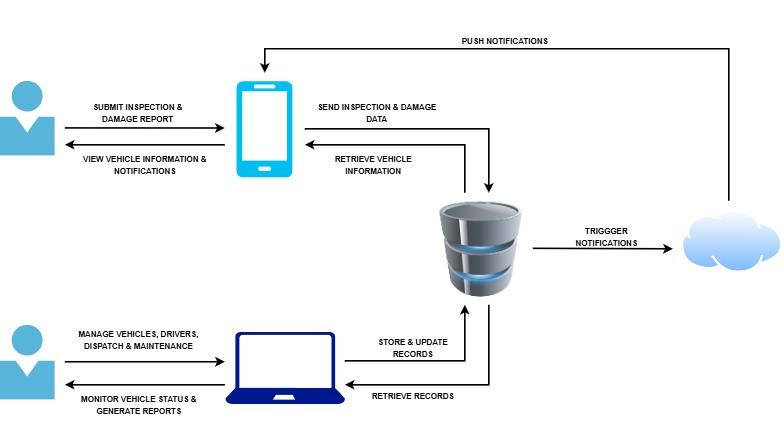 PUSH NOTIFICATIONS
SUBMIT INSPECTION &
DAMAGE REPORT
SEND INSPECTION & DAMAGE
DATA
VIEW VEHICLE INFORMATION &
NOTIFICATIONS
RETRIEVE VEHICLE
INFORMATION
TRIGGGER
NOTIFICATIONS
MANAGE VEHICLES, DRIVERS,
DISPATCH & MAINTENANCE
STORE & UPDATE
RECORDS
MONITOR VEHICLE STATUS &
GENERATE REPORTS
RETRIEVE RECORDS